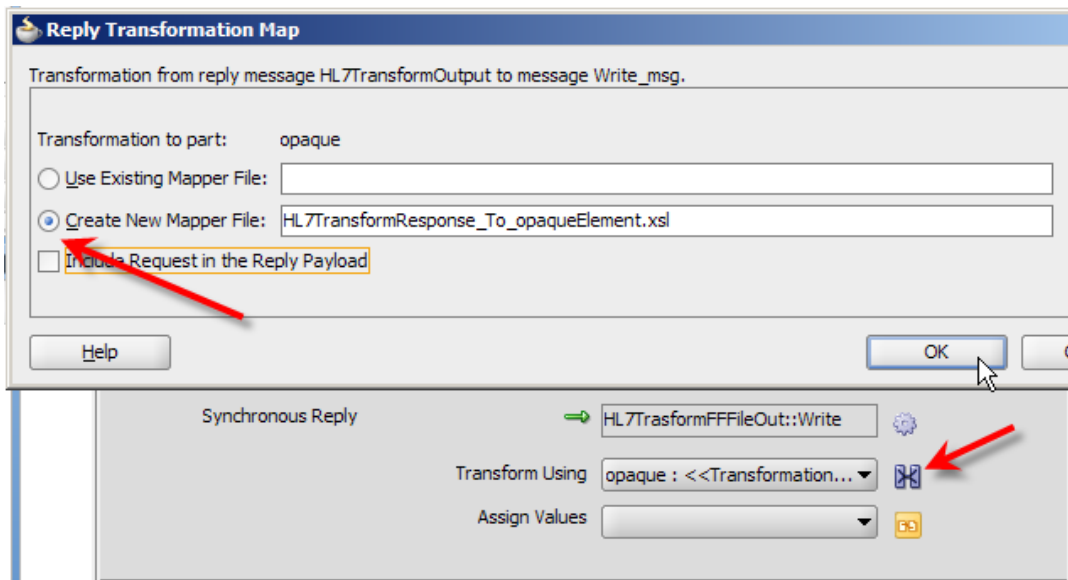 Reply Transformation Map
Transformation from reply message HL7TransformOutput to message Write_msg.
Transformation to part: opaque
Use Existing Mapper File:
Create New Mapper File: HL7TransformResponse_To_opaqueElement.xsl
Include Request in the Reply Payload
Help OK
Synchronous Reply HL7TrasformFFFileOut::Write
Transform Using opaque : <<Transformation...
Assign Values